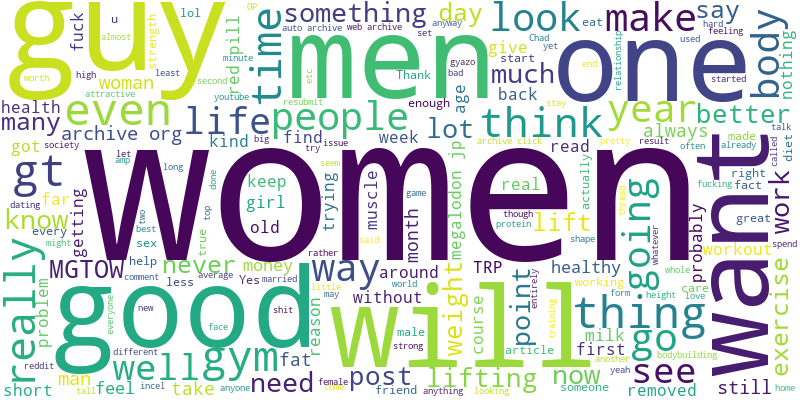 guy
men
one
women
want
will
good
time
something
day
look
make
say
body
nothing
much
woman
red pill
strength
lol
u
fuck
OP
almost
auto archive
web archive
set
anyway
eat
Chad
yet
hard
feeling
relationship
used
end
started
worth
high
least
second
minute
youtube
attractive
Thank
give
start
gyazo
bad
etc
resubmit
enough
back
age
stay
health
many
even
life
people
think
year
better
archive org
kind
find
week
lot
read
always
made
often
already
talk
called
got
society
let
amp
long
big
issue
try
archive click
pretty
result
gt
know
far
getting
dating
every
might
keep
girl
old
seem
trying
muscle
month
game
megalodon jp
real
though
protein
shape
actually
lift
fucking
thread
going
fact
right
diet
great
work
workout
probably
really
problem
MGTOW
never
money
sex
help
two
best
true
top
done
said
rather
way
around
without
world
TRP
entirely
healthy
working
whatever
whole
spend
exercise
everyone
comment
less
average
Yes
married
little
may
weight
point
form
height
care
love
thing
go
new
shit
face
reason
male
strong
course
article
milk
first
training
someone
bodybuilding
well
gym
fat
different
reddit
man
short
tall
feel
incel
take
anyone
need
female
come
post
friend
anything
lifting
looking
now
another
yeah
removed
see
still
home